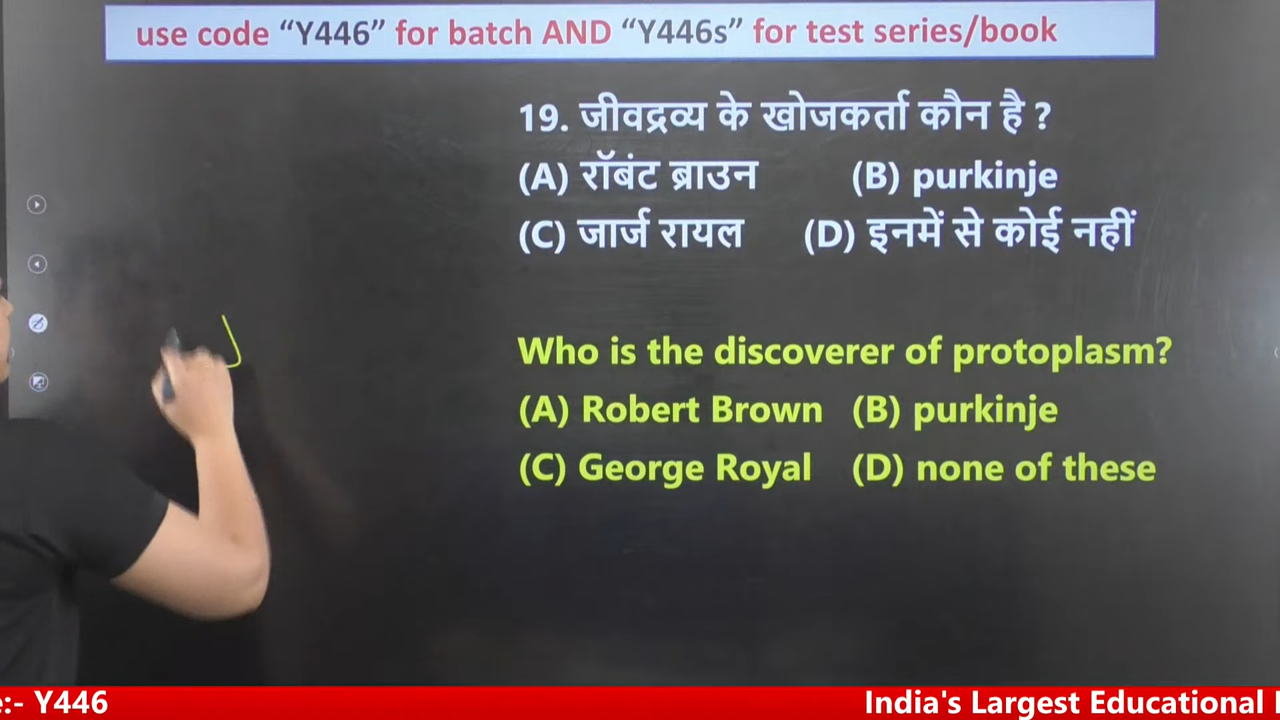 use code “Y446” for batch AND “Y446s” for test series/book
19. जीवद्रव्य के खोजकर्ता कौन है ?
(A) रॉबंट ब्राउन (B) purkinje
(C) जार्ज रायल (D) इनमें से कोई नहीं
Who is the discoverer of protoplasm?
(A) Robert Brown (B) purkinje
(C) George Royal (D) none of these
:- Y446
India's Largest Educational